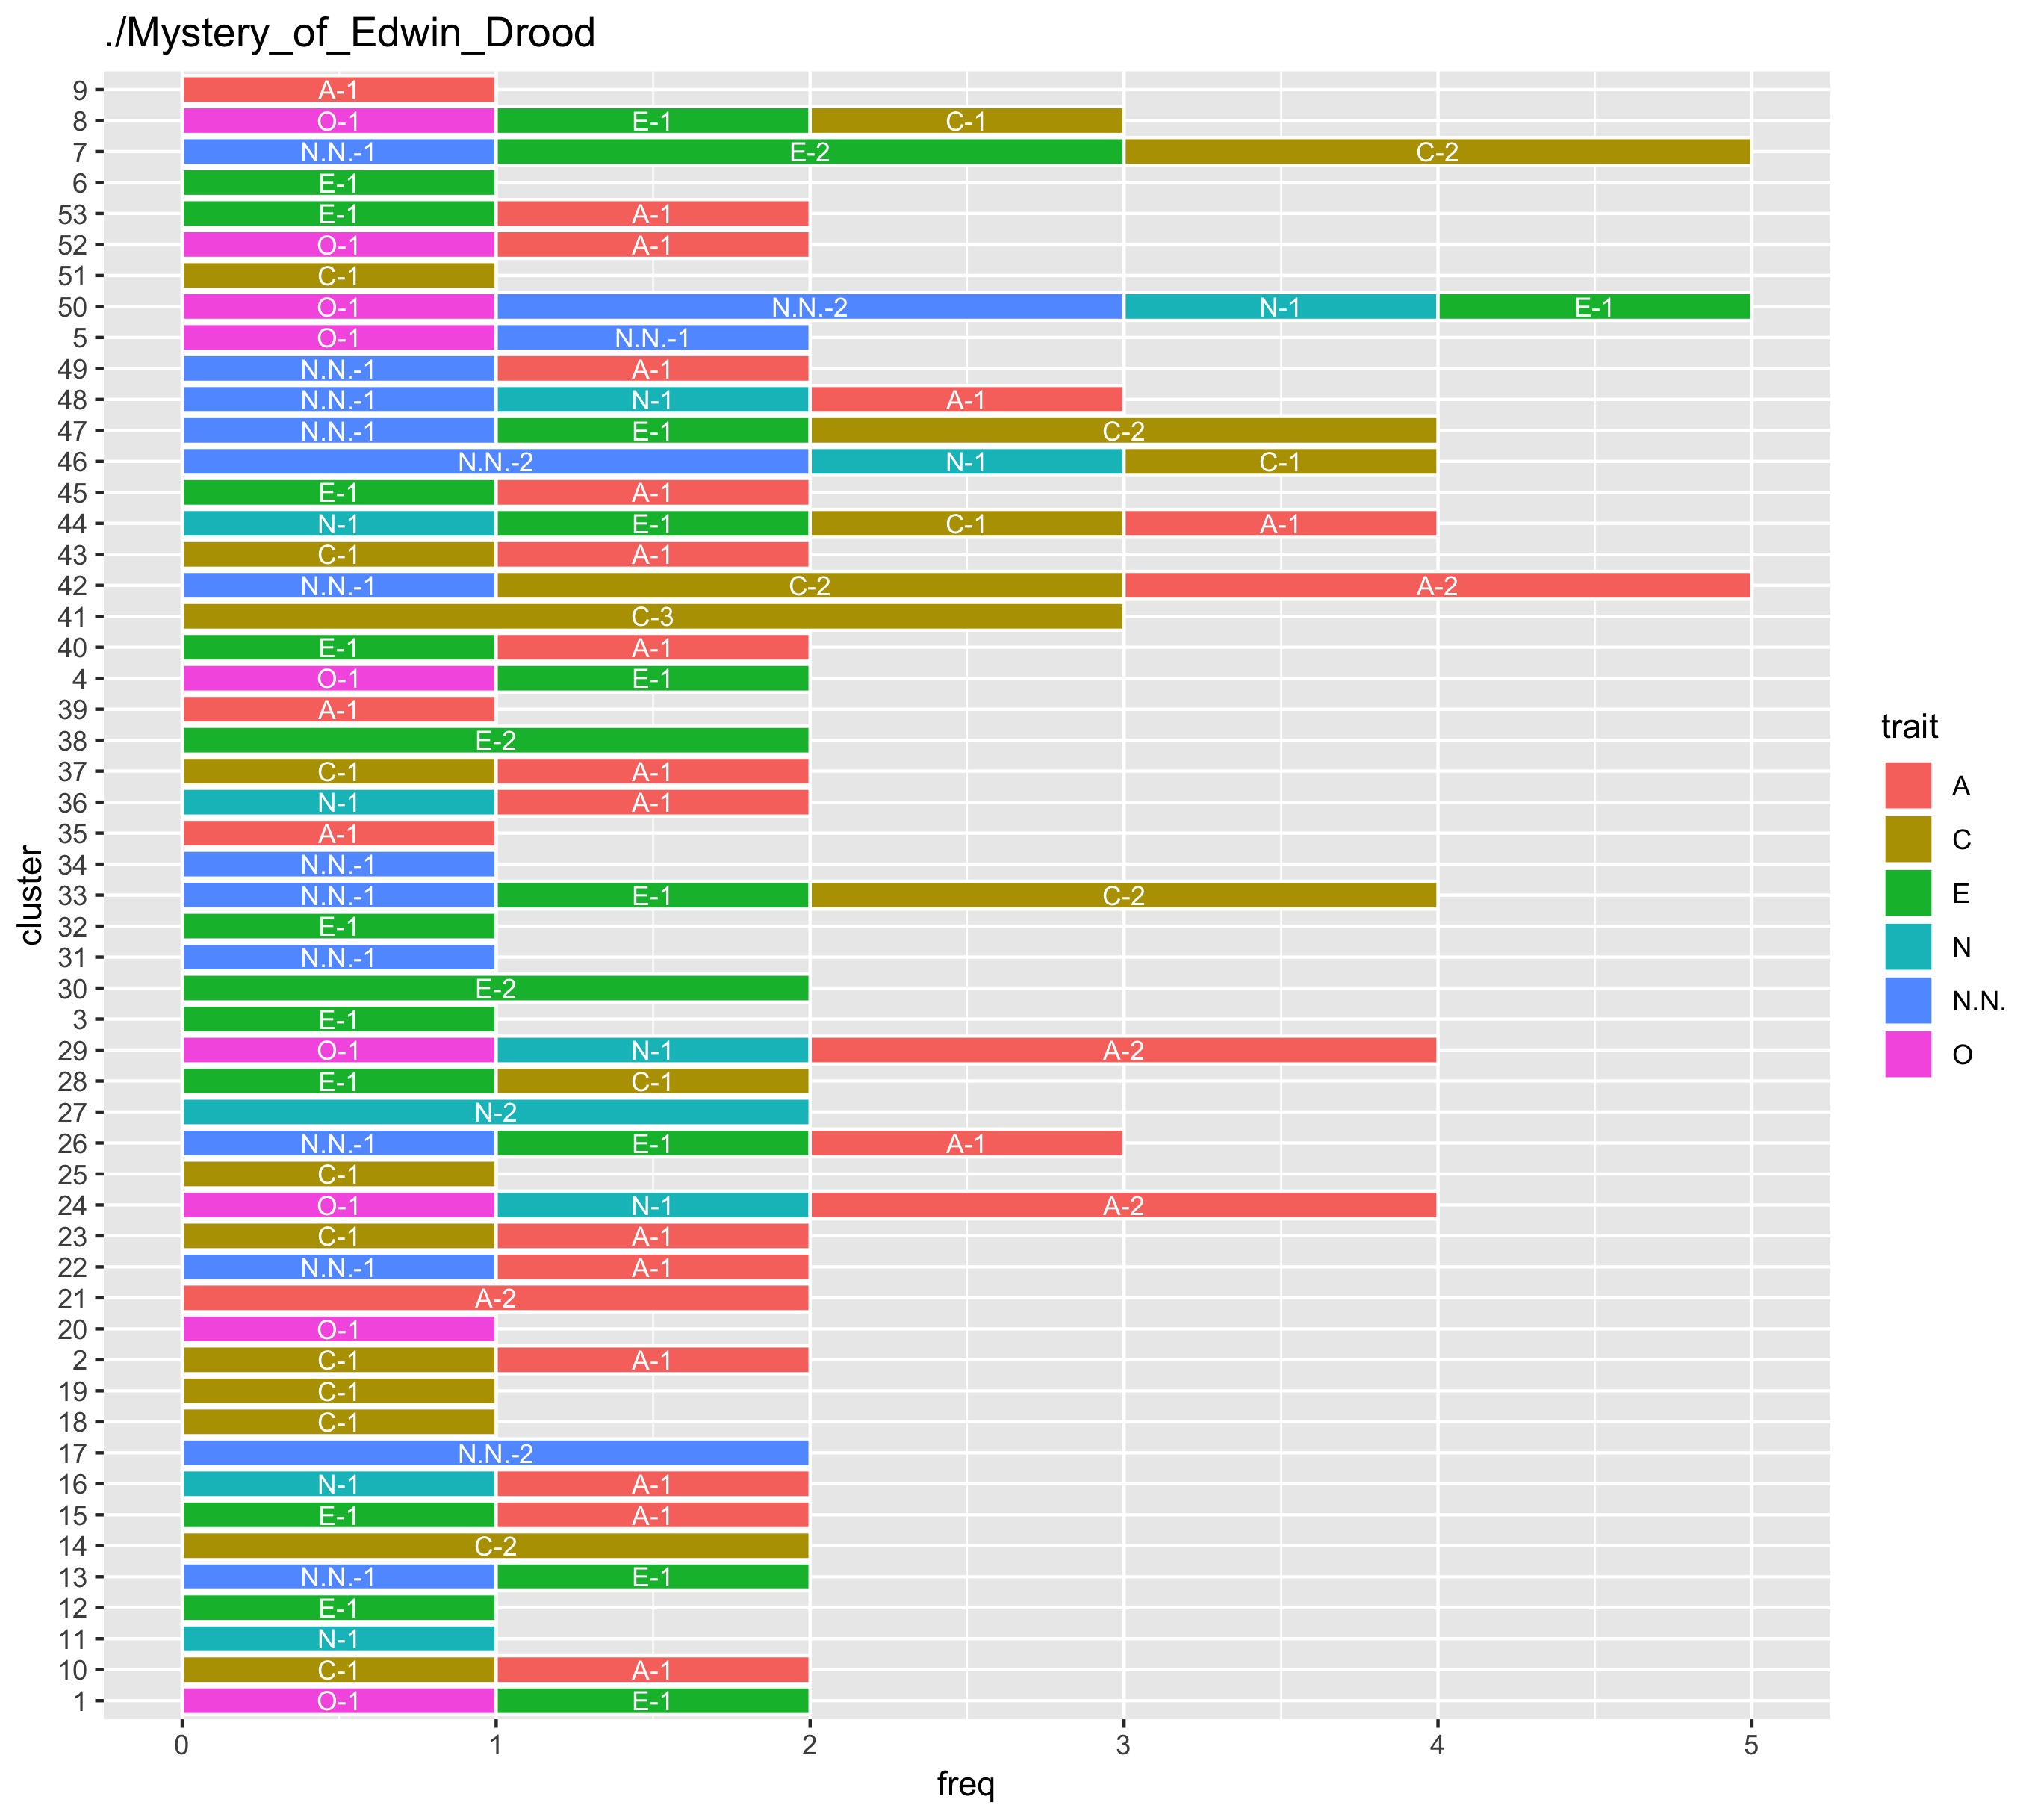 ./Mystery_of_Edwin_Drood
9 A-1
8 O-1 E-1 C-1
7 N.N.-1 E-2 C-2
6 E-1
53 E-1 A-1
52 O-1 A-1
51 C-1
50 O-1 N.N.-2 N-1 E-1
5 O-1 N.N.-1
49 N.N.-1 A-1
48 N.N.-1 N-1 A-1
47 N.N.-1 E-1 C-2
46 N.N.-2 N-1 C-1
45 E-1 A-1
44 N-1 E-1 C-1 A-1
43 C-1 A-1
42 N.N.-1 C-2 A-2
41 C-3
40 E-1 A-1
4 O-1 E-1
39 A-1
38 E-2
37 C-1 A-1
36 N-1 A-1
35 A-1
34 N.N.-1
33 N.N.-1 E-1 C-2
32 E-1
31 N.N.-1
30 E-2
3 E-1
29 O-1 N-1 A-2
28 E-1 C-1
27 N-2
26 N.N.-1 E-1 A-1
25 C-1
24 O-1 N-1 A-2
23 C-1 A-1
22 N.N.-1 A-1
21 A-2
20 O-1
2 C-1 A-1
19 C-1
18 C-1
17 N.N.-2
16 N-1 A-1
15 E-1 A-1
14 C-2
13 N.N.-1 E-1
12 E-1
11 N-1
10 C-1 A-1
1 O-1 E-1
0 1 2 3 4 5
freq
cluster
trait
A
C
E
N
N.N.
O